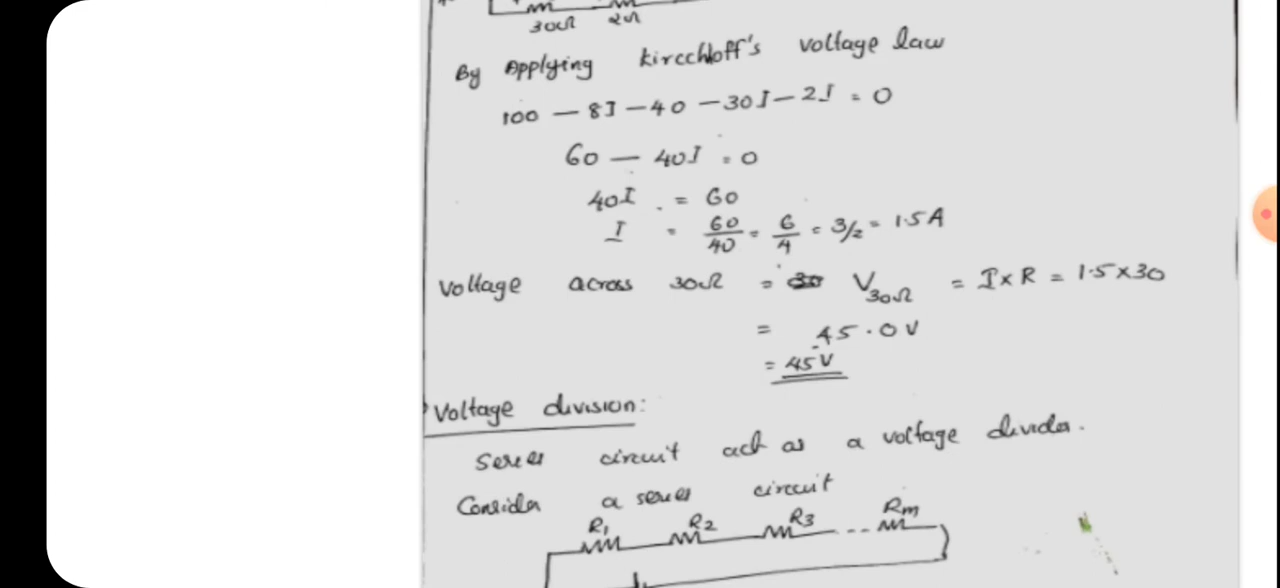 30Ω 2Ω
By Applying Kircchloff's voltage law
100 — 8I — 40 — 30I — 2I = 0
60 — 40I = 0
40I = 60
I = 60/40 = 6/4 = 3/2 = 1.5A
Voltage across 30Ω = V30Ω = I×R = 1.5×30
= 45.0V
= 45V
Voltage division:
Series circuit act as a voltage divider.
Consider a series circuit
R1 R2 R3 --- Rm